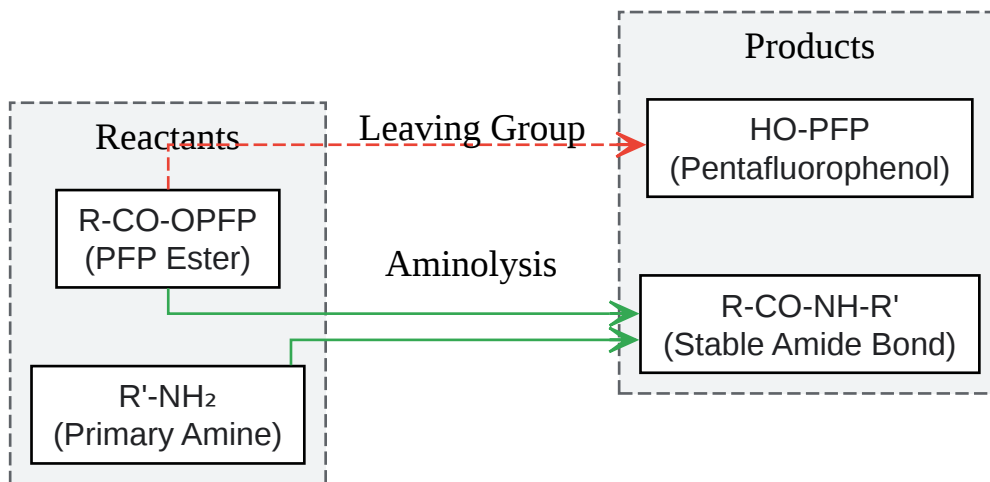 Reactants
R-CO-OPFP
(PFP Ester)
R'-NH₂
(Primary Amine)
Leaving Group
Aminolysis
Products
HO-PFP
(Pentafluorophenol)
R-CO-NH-R'
(Stable Amide Bond)